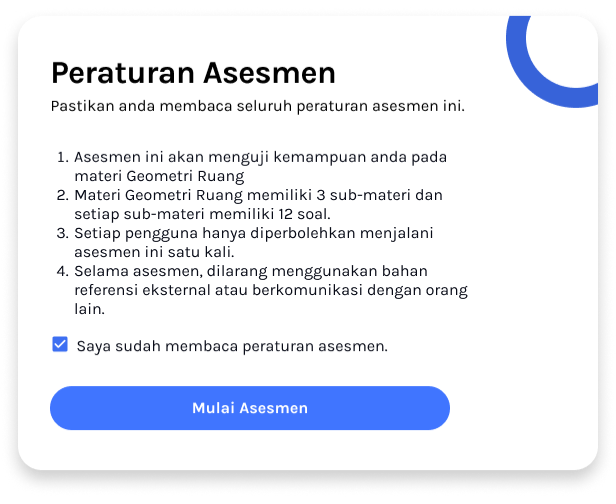 Peraturan Asesmen
Pastikan anda membaca seluruh peraturan asesmen ini.
1. Asesmen ini akan menguji kemampuan anda pada
materi Geometri Ruang
2. Materi Geometri Ruang memiliki 3 sub-materi dan
setiap sub-materi memiliki 12 soal.
3. Setiap pengguna hanya diperbolehkan menjalani
asesmen ini satu kali.
4. Selama asesmen, dilarang menggunakan bahan
referensi eksternal atau berkomunikasi dengan orang
lain.
Saya sudah membaca peraturan asesmen.
Mulai Asesmen